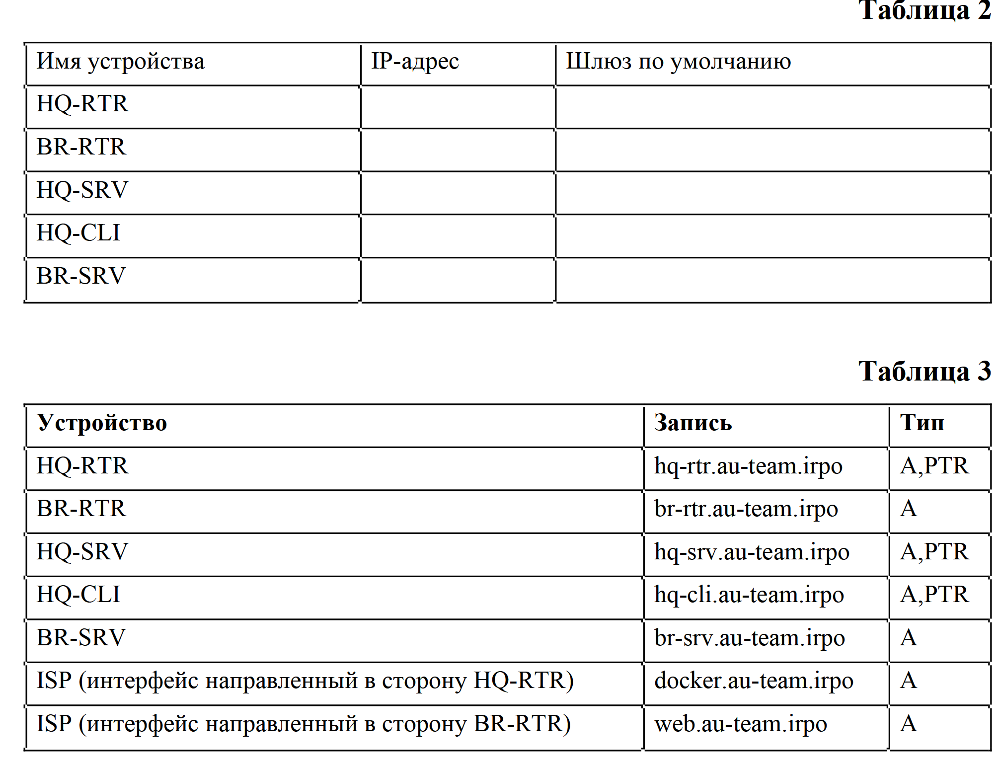 Таблица 2
Имя устройства IP-адрес Шлюз по умолчанию
HQ-RTR
BR-RTR
HQ-SRV
HQ-CLI
BR-SRV
Таблица 3
Устройство Запись Тип
HQ-RTR hq-rtr.au-team.irpo A,PTR
BR-RTR br-rtr.au-team.irpo A
HQ-SRV hq-srv.au-team.irpo A,PTR
HQ-CLI hq-cli.au-team.irpo A,PTR
BR-SRV br-srv.au-team.irpo A
ISP (интерфейс направленный в сторону HQ-RTR) docker.au-team.irpo A
ISP (интерфейс направленный в сторону BR-RTR) web.au-team.irpo A